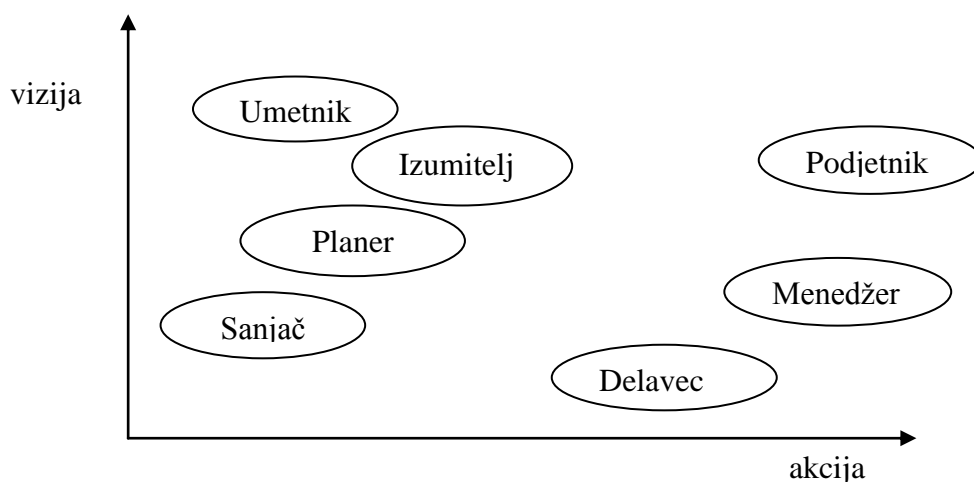 vizija
Umetnik
Izumitelj
Podjetnik
Planer
Menedžer
Sanjač
Delavec
akcija